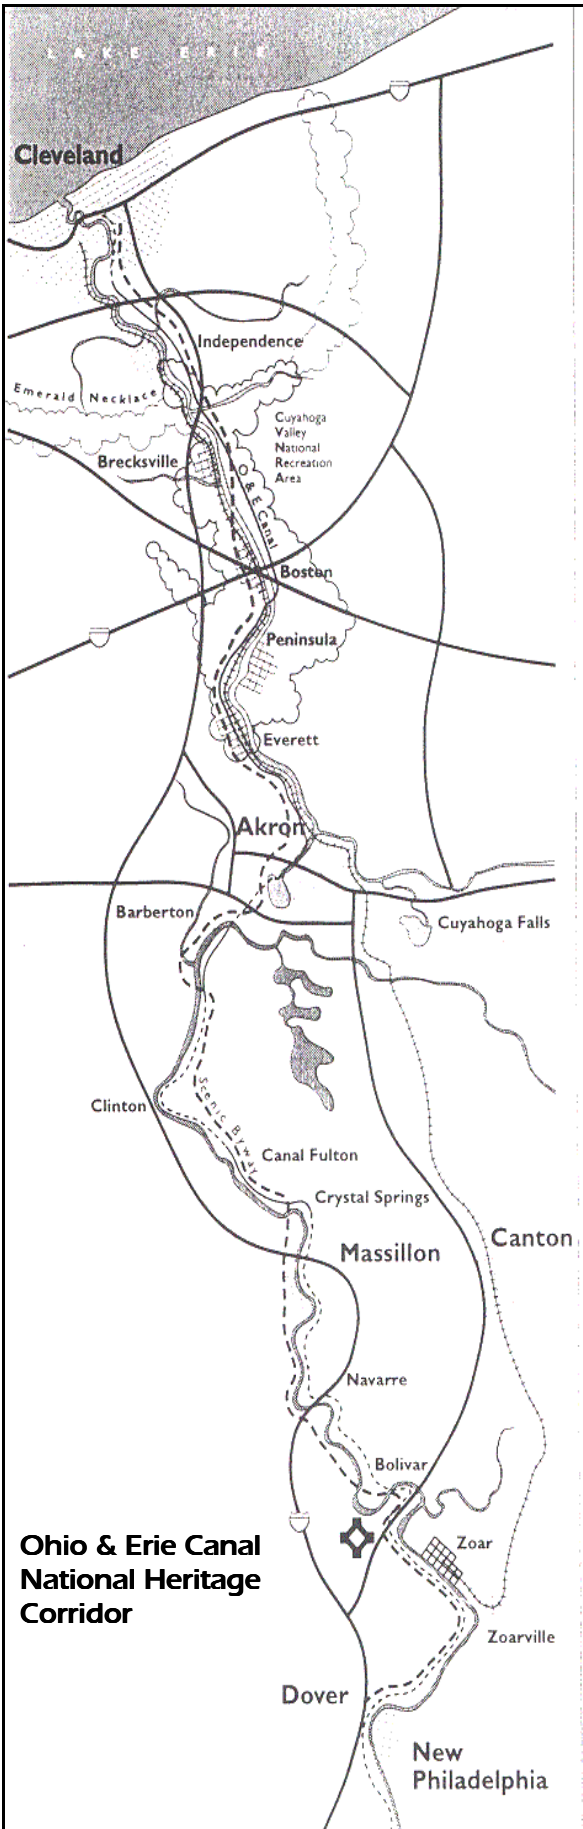 LAKE ERIE
Cleveland
Independence
Emerald Necklace
Cuyahoga
Valley
National
Recreation
Area
Brecksville
O & E Canal
Boston
Peninsula
Everett
Akron
Barberton
Cuyahoga Falls
Clinton
Scenic Byway
Canal Fulton
Crystal Springs
Canton
Massillon
Navarre
Bolivar
Ohio & Erie Canal
National Heritage
Corridor
Zoar
Zoarville
Dover
New
Philadelphia